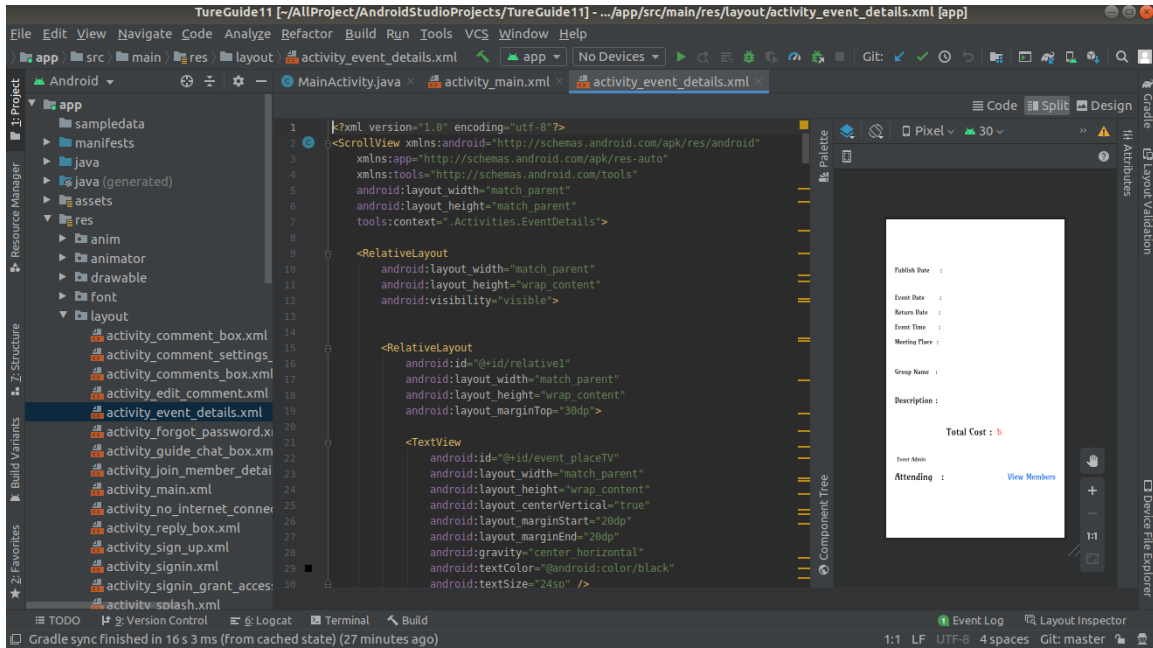 TureGuide11 [~/AllProject/AndroidStudioProjects/TureGuide11] - .../app/src/main/res/layout/activity_event_details.xml [app]
File Edit View Navigate Code Analyze Refactor Build Run Tools VCS Window Help
app src main res layout activity_event_details.xml app No Devices Git:
Android MainActivity.java activity_main.xml activity_event_details.xml
Code Split Design
1: Project
Resource Manager
Z: Structure
Build Variants
2: Favorites
app
sampledata
manifests
java
java (generated)
assets
res
anim
animator
drawable
font
layout
activity_comment_box.xml
activity_comment_settings_
activity_comments_box.xml
activity_edit_comment.xml
activity_event_details.xml
activity_forgot_password.x
activity_guide_chat_box.xm
activity_join_member_detai
activity_main.xml
activity_no_internet_connec
activity_reply_box.xml
activity_sign_up.xml
activity_signin.xml
activity_signin_grant_acces
activity_splash.xml
1 <?xml version="1.0" encoding="utf-8"?>
2 <ScrollView xmlns:android="http://schemas.android.com/apk/res/android"
3 xmlns:app="http://schemas.android.com/apk/res-auto"
4 xmlns:tools="http://schemas.android.com/tools"
5 android:layout_width="match_parent"
6 android:layout_height="match_parent"
7 tools:context=".Activities.EventDetails">
8
9 <RelativeLayout
10 android:layout_width="match_parent"
11 android:layout_height="wrap_content"
12 android:visibility="visible">
13
14
15 <RelativeLayout
16 android:id="@+id/relative1"
17 android:layout_width="match_parent"
18 android:layout_height="wrap_content"
19 android:layout_marginTop="30dp">
20
21 <TextView
22 android:id="@+id/event_placeTV"
23 android:layout_width="match_parent"
24 android:layout_height="wrap_content"
25 android:layout_centerVertical="true"
26 android:layout_marginStart="20dp"
27 android:layout_marginEnd="20dp"
28 android:gravity="center_horizontal"
29 android:textColor="@android:color/black"
30 android:textSize="24sp" />
Palette
Component Tree
Pixel 30
Publish Date :
Event Date :
Return Date :
Event Time :
Meeting Place :
Group Name :
Description :
Total Cost : ৳
Event Admin
Attending : View Members
1:1
Gradle
Attributes
Layout Validation
Device File Explorer
TODO 9: Version Control 6: Logcat Terminal Build 1 Event Log Layout Inspector
Gradle sync finished in 16 s 3 ms (from cached state) (27 minutes ago) 1:1 LF UTF-8 4 spaces Git: master